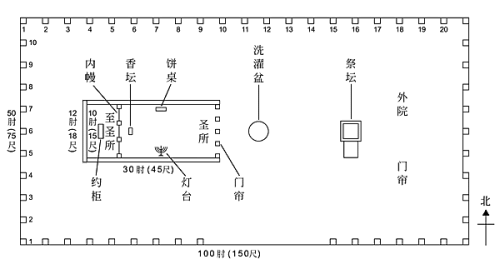 1 2 3 4 5 6 7 8 9 10 11 12 13 14 15 16 17 18 19 20
10
9
8
7
6
5
4
3
2
1
50肘(75尺)
12肘(18尺)
10肘(15尺)
内幔
香坛
饼桌
洗濯盆
祭坛
至圣所
圣所
外院
门帘
30肘(45尺)
约柜
灯台
门帘
北
100肘(150尺)